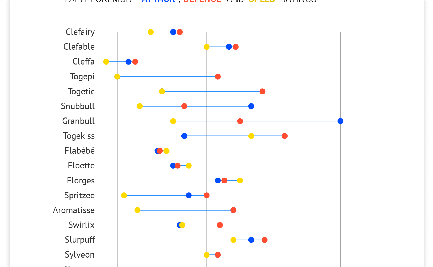 Clefairy
Clefable
Cleffa
Togepi
Togetic
Snubbull
Granbull
Togekiss
Flabébé
Floette
Florges
Spritzee
Aromatisse
Swirlix
Slurpuff
Sylveon